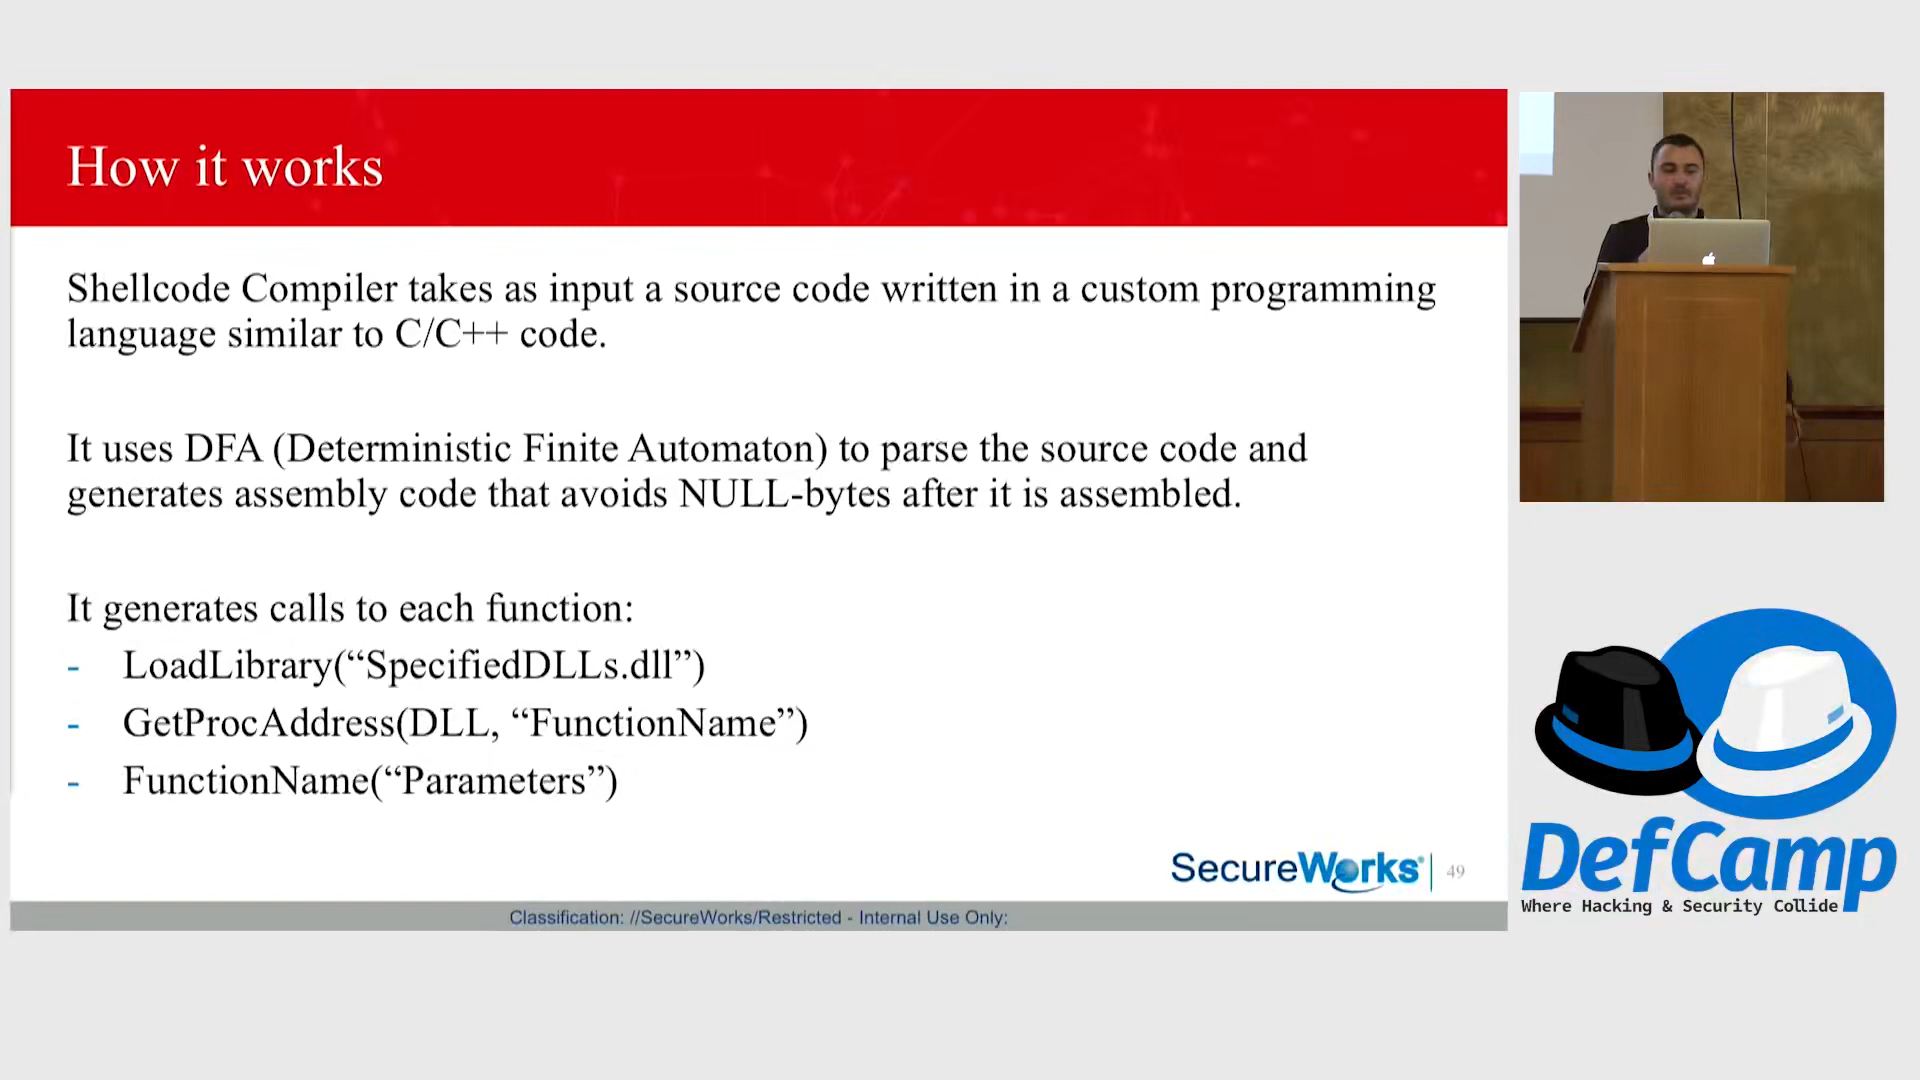 How it works
Shellcode Compiler takes as input a source code written in a custom programming
language similar to C/C++ code.
It uses DFA (Deterministic Finite Automaton) to parse the source code and
generates assembly code that avoids NULL-bytes after it is assembled.
It generates calls to each function:
- LoadLibrary(“SpecifiedDLLs.dll”)
- GetProcAddress(DLL, “FunctionName”)
- FunctionName(“Parameters”)
SecureWorks® | 49
Classification: //SecureWorks/Restricted - Internal Use Only:
DefCamp
Where Hacking & Security Collide